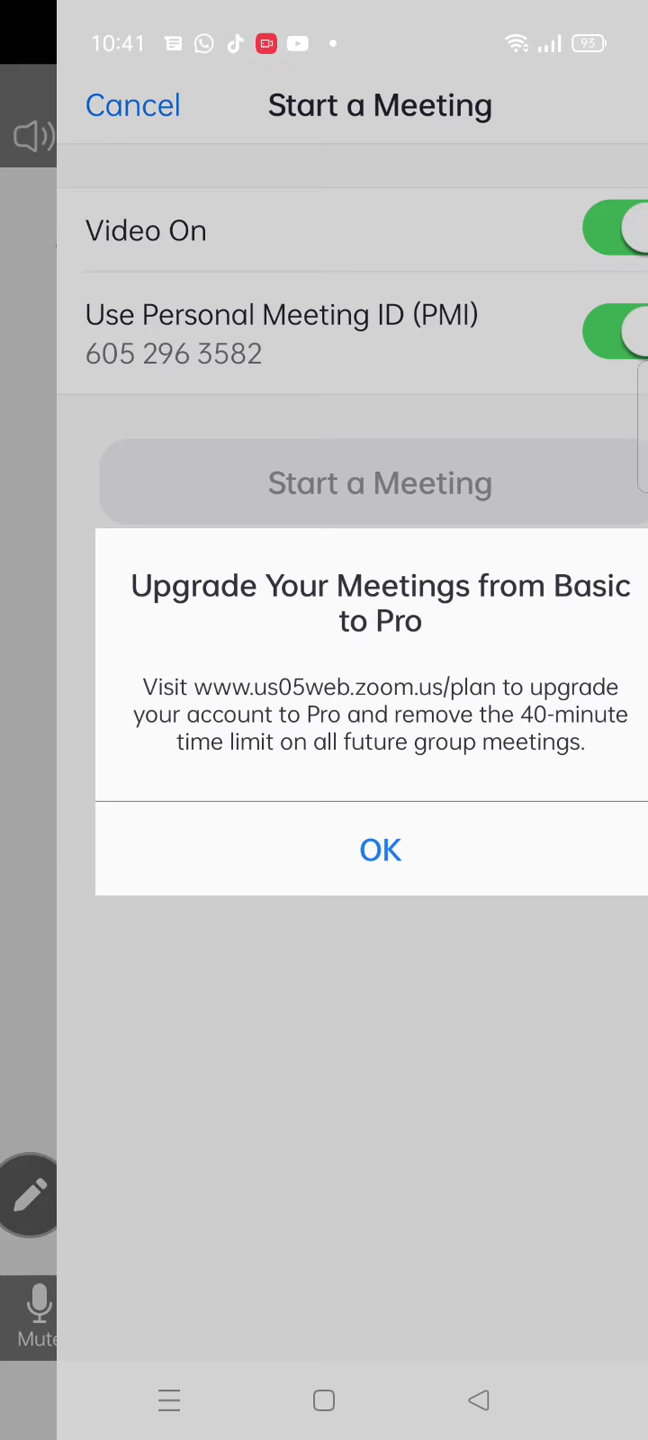 10:41
93
Cancel
Start a Meeting
Video On
Use Personal Meeting ID (PMI)
605 296 3582
Start a Meeting
Upgrade Your Meetings from Basic
to Pro
Visit www.us05web.zoom.us/plan to upgrade
your account to Pro and remove the 40-minute
time limit on all future group meetings.
OK
Mute